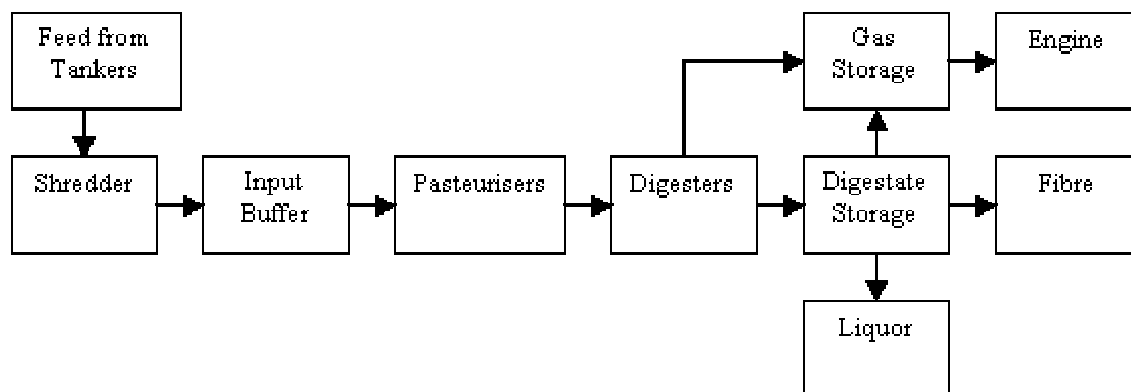 Feed from
Tankers
Gas
Storage
Engine
Shredder
Input
Buffer
Pasteurisers
Digesters
Digestate
Storage
Fibre
Liquor